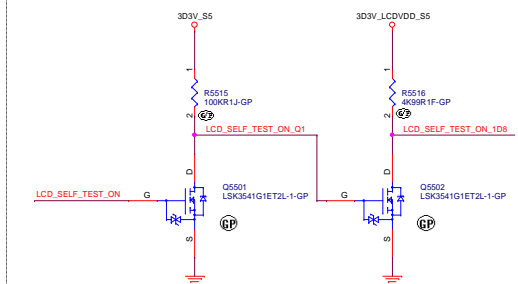 3D3V_S5
3D3V_LCDVDD_S5
1
R5515
100KR1J-GP
2
1
R5516
4K99R1F-GP
2
LCD_SELF_TEST_ON_Q1
LCD_SELF_TEST_ON_1D8
D
Q5501
LSK3541G1ET2L-1-GP
LCD_SELF_TEST_ON
G
GP
S
D
Q5502
LSK3541G1ET2L-1-GP
G
GP
S